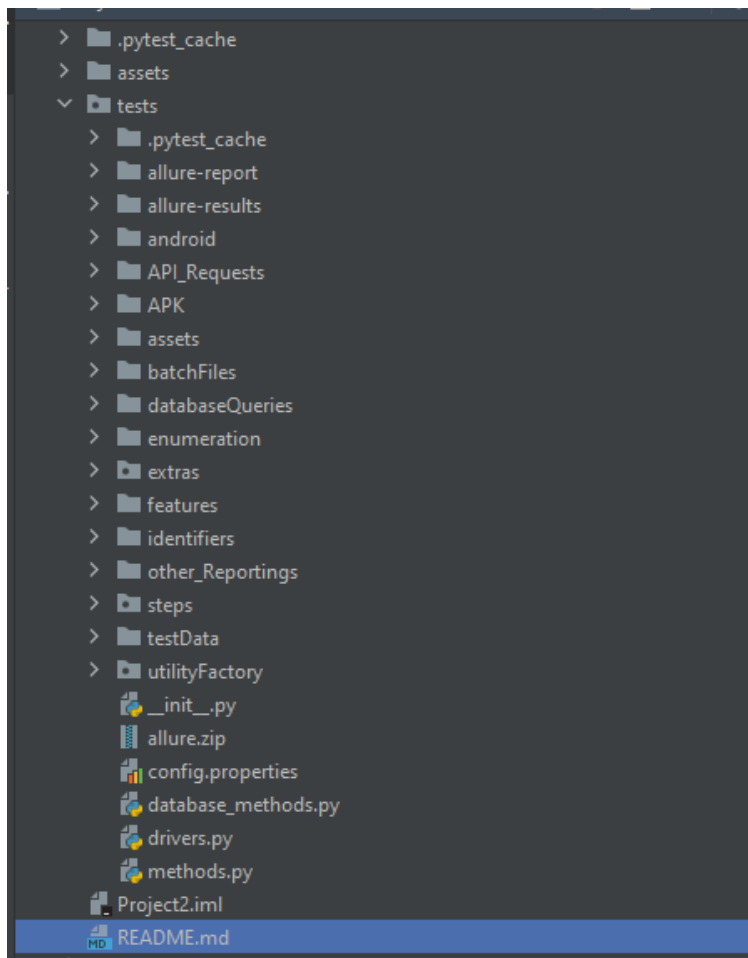 .pytest_cache
assets
tests
.pytest_cache
allure-report
allure-results
android
API_Requests
APK
assets
batchFiles
databaseQueries
enumeration
extras
features
identifiers
other_Reportings
steps
testData
utilityFactory
__init__.py
allure.zip
config.properties
database_methods.py
drivers.py
methods.py
Project2.iml
MD README.md